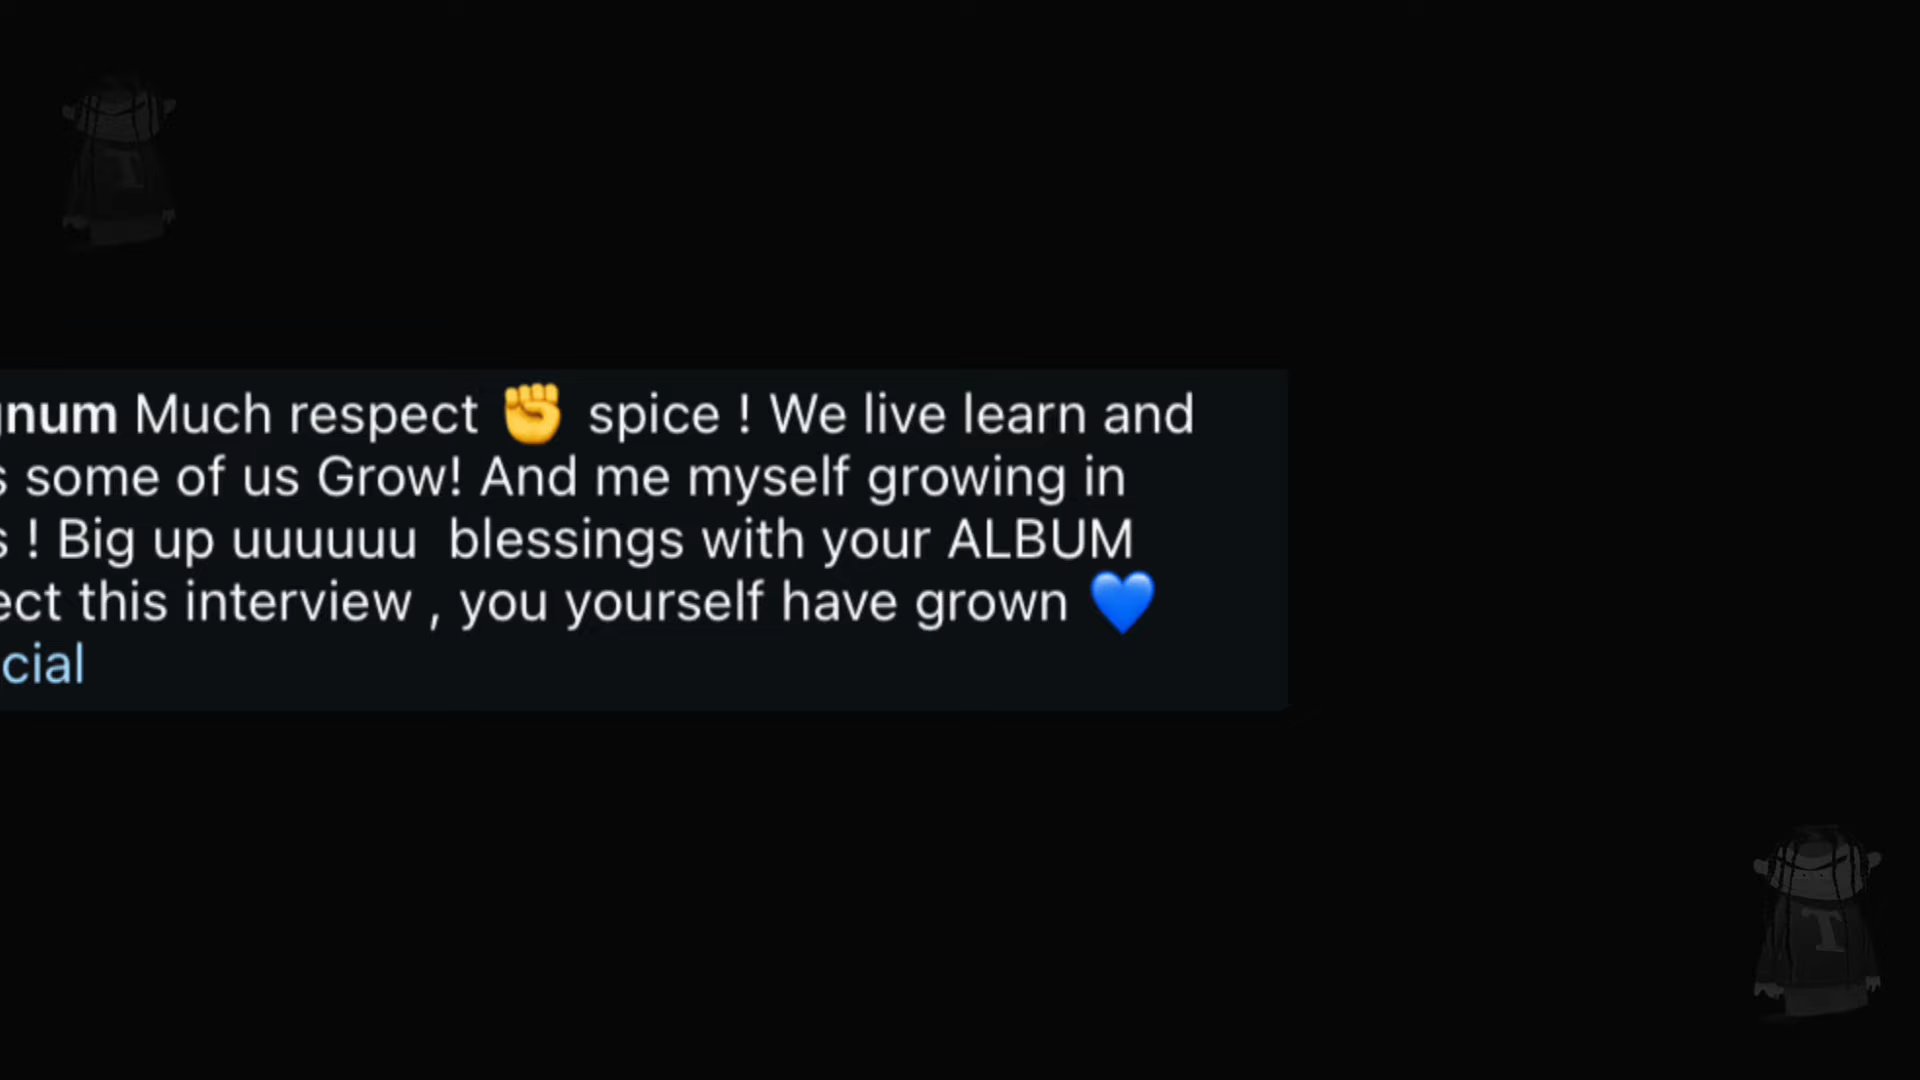 gnum Much respect ✊ spice ! We live learn and
s some of us Grow! And me myself growing in
s ! Big up uuuuuu blessings with your ALBUM
ect this interview , you yourself have grown 💙
cial
T
T